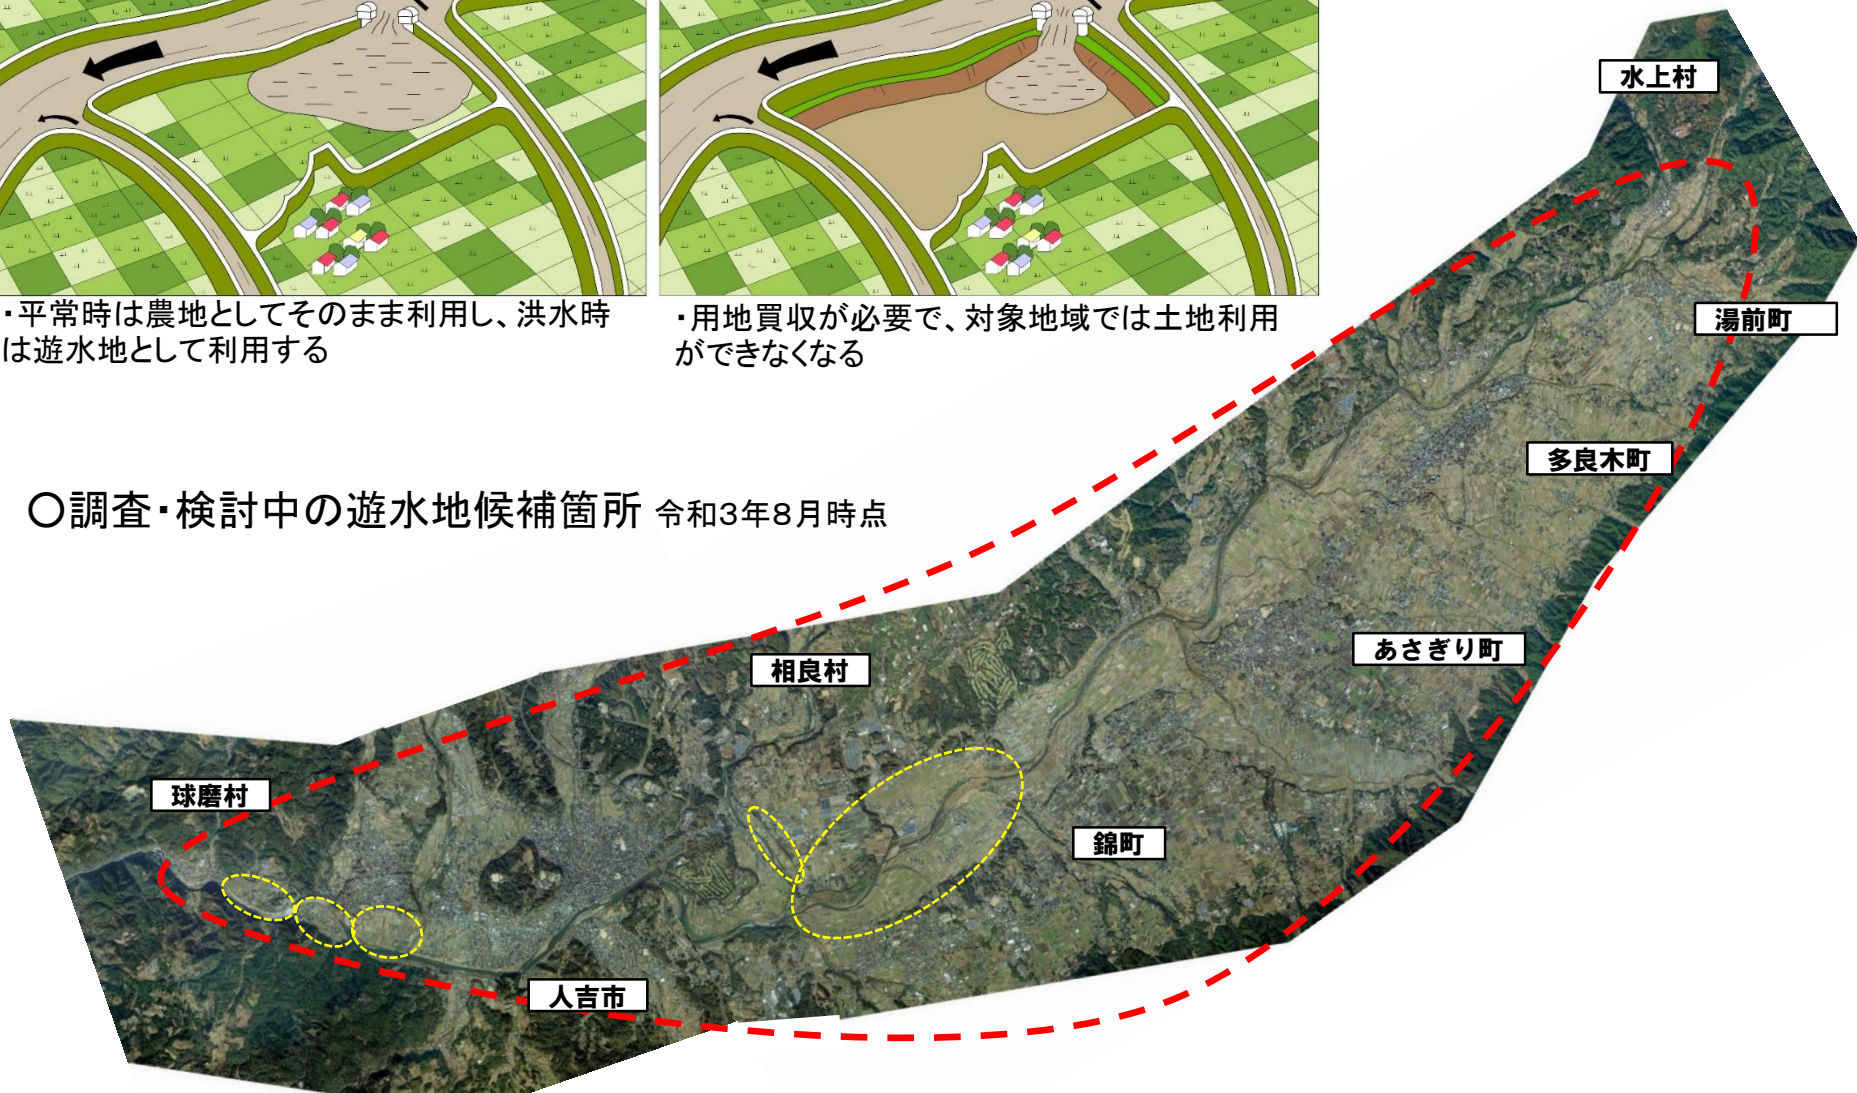 ・平常時は農地としてそのまま利用し、洪水時
は遊水地として利用する
・用地買収が必要で、対象地域では土地利用
ができなくなる
〇調査・検討中の遊水地候補箇所 令和3年8月時点
水上村
湯前町
多良木町
あさぎり町
相良村
球磨村
錦町
人吉市